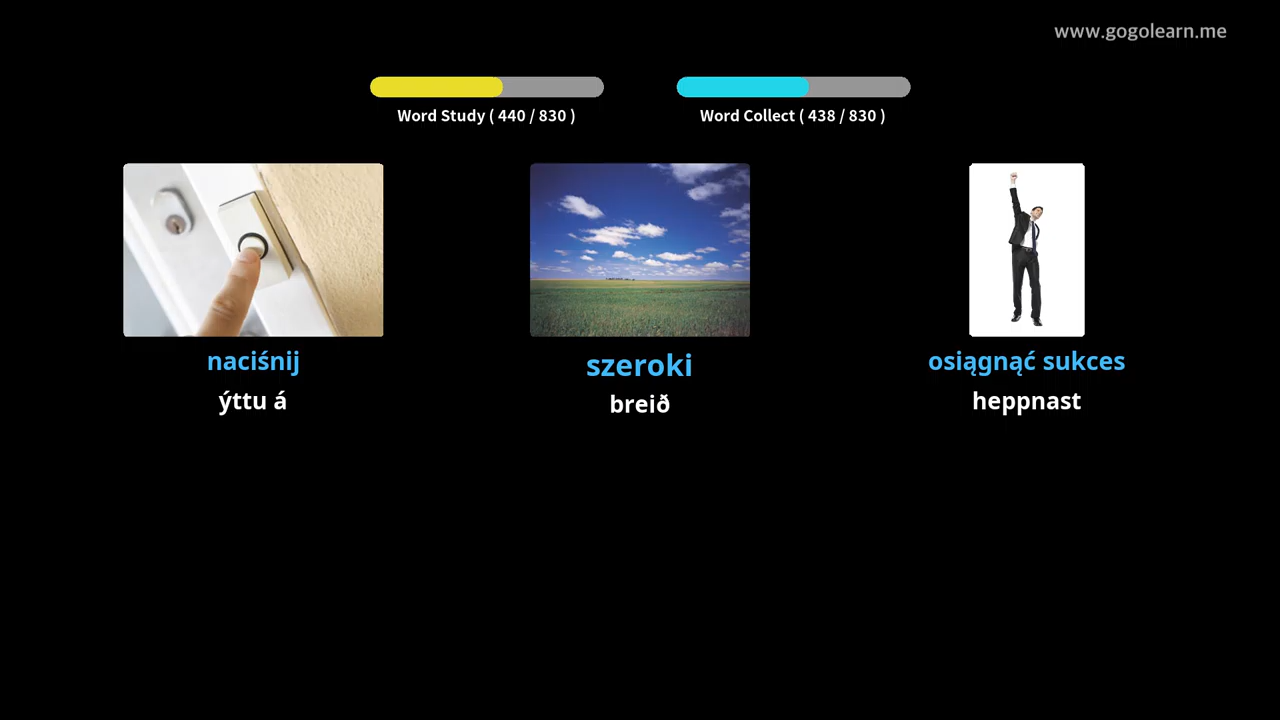 www.gogolearn.me
Word Study ( 440 / 830 )
Word Collect ( 438 / 830 )
naciśnij
ýttu á
szeroki
breið
osiągnąć sukces
heppnast